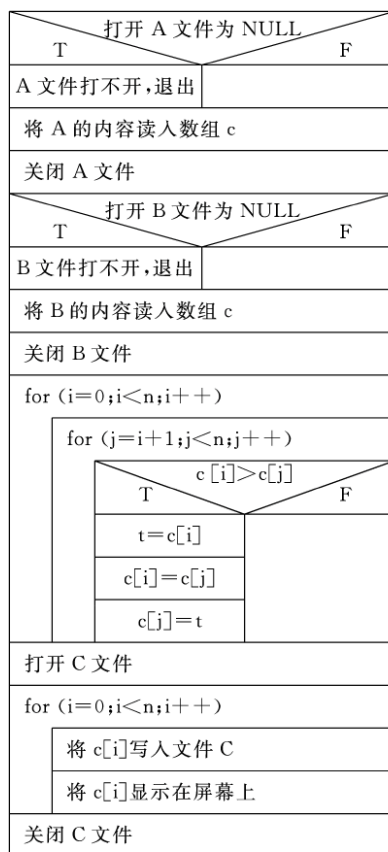 打开 A 文件为 NULL
T
F
A 文件打不开,退出
将 A 的内容读入数组 c
关闭 A 文件
打开 B 文件为 NULL
T
F
B 文件打不开,退出
将 B 的内容读入数组 c
关闭 B 文件
for (i=0;i<n;i++)
for (j=i+1;j<n;j++)
c[i]>c[j]
T
F
t=c[i]
c[i]=c[j]
c[j]=t
打开 C 文件
for (i=0;i<n;i++)
将 c[i]写入文件 C
将 c[i]显示在屏幕上
关闭 C 文件